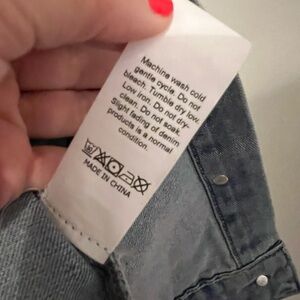 Machine wash cold
gentle cycle. Do not
bleach. Tumble dry low.
Low iron. Do not dry-
clean. Do not soak.
Slight fading of denim
products is a normal
condition.
MADE IN CHINA